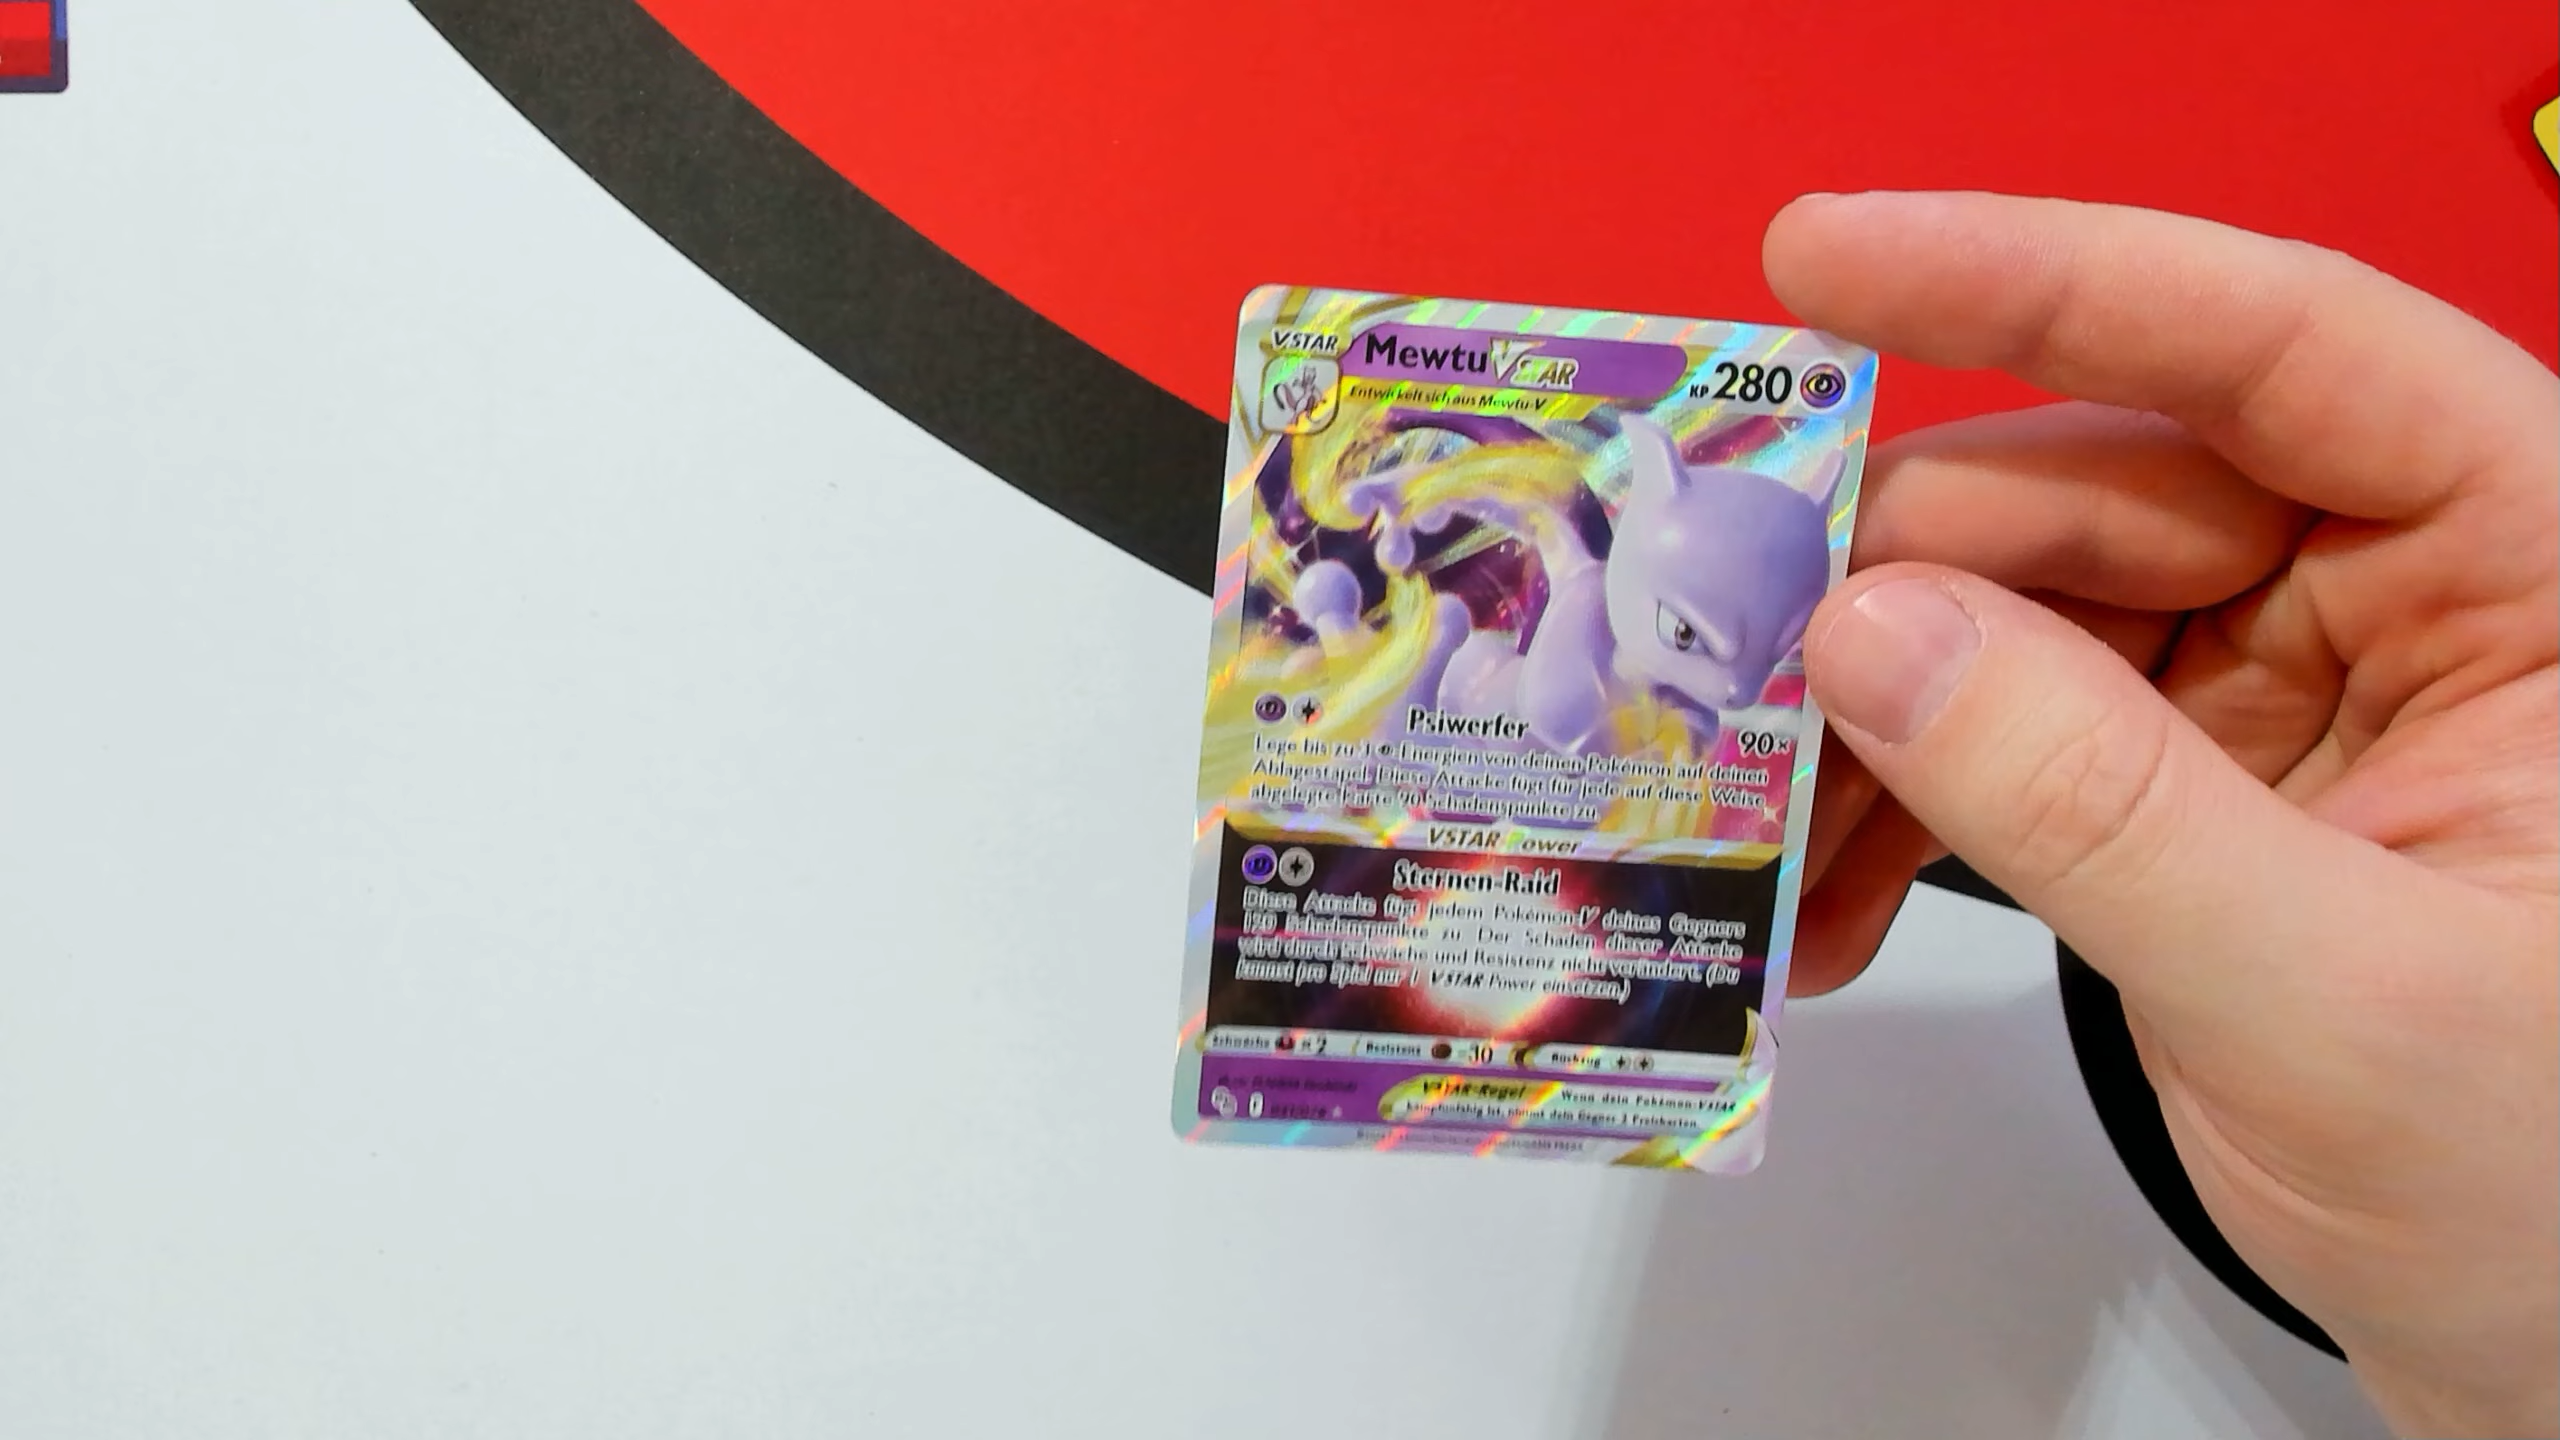 VSTAR
MewtuVSTAR
Entwickelt sich aus Mewtu-V
KP 280
Psiwerfer
90×
Lege bis zu 3 Energien von deinen Pokémon auf deinen
Ablagestapel. Diese Attacke fügt für jede auf diese Weise
abgelegte Karte 90 Schadenspunkte zu.
VSTAR Power
Sternen-Raid
Diese Attacke fügt jedem Pokémon-V deines Gegners
120 Schadenspunkte zu. Der Schaden dieser Attacke
wird durch Schwäche und Resistenz nicht verändert. (Du
kannst pro Spiel nur 1 VSTAR-Power einsetzen.)
Schwäche ×2 Resistenz -30 Rückzug
VSTAR-Regel Wenn dein Pokémon-VSTAR
kampfunfähig ist, nimmt dein Gegner 2 Preiskarten.